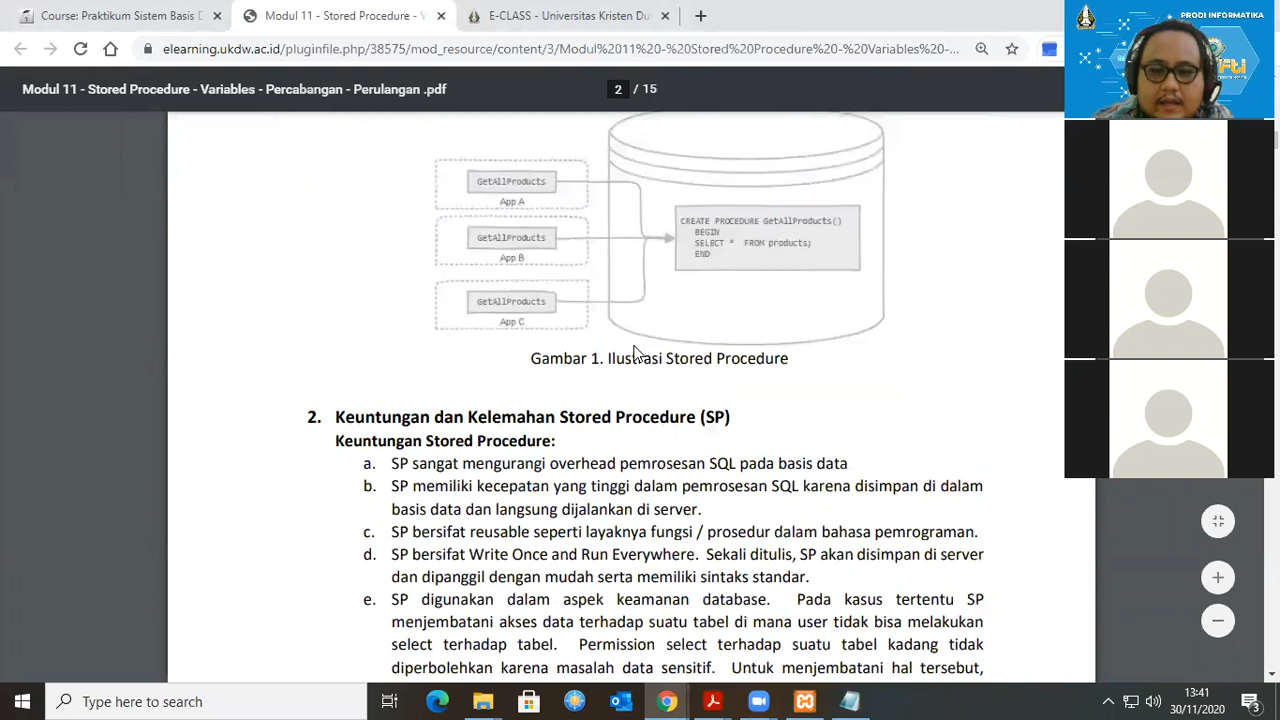 Course: Praktikum Sistem Basis D
Modul 11 - Stored Procedure - V
E-CLASS - Universitas Kristen Du
elearning.ukdw.ac.id/pluginfile.php/38575/mod_resource/content/3/Modul%2011%20-%20Stored%20Procedure%20-%20Variables%20-...
PRODI INFORMATIKA
Modul 11 - Stored Procedure - Variables - Percabangan - Perulangan .pdf
2 / 15
GetAllProducts
App A
GetAllProducts
App B
GetAllProducts
App C
CREATE PROCEDURE GetAllProducts()
BEGIN
SELECT * FROM products;
END
Gambar 1. Ilustrasi Stored Procedure
2. Keuntungan dan Kelemahan Stored Procedure (SP)
Keuntungan Stored Procedure:
a. SP sangat mengurangi overhead pemrosesan SQL pada basis data
b. SP memiliki kecepatan yang tinggi dalam pemrosesan SQL karena disimpan di dalam
basis data dan langsung dijalankan di server.
c. SP bersifat reusable seperti layaknya fungsi / prosedur dalam bahasa pemrograman.
d. SP bersifat Write Once and Run Everywhere. Sekali ditulis, SP akan disimpan di server
dan dipanggil dengan mudah serta memiliki sintaks standar.
e. SP digunakan dalam aspek keamanan database. Pada kasus tertentu SP
menjembatani akses data terhadap suatu tabel di mana user tidak bisa melakukan
select terhadap tabel. Permission select terhadap suatu tabel kadang tidak
diperbolehkan karena masalah data sensitif. Untuk menjembatani hal tersebut,
Type here to search
13:41
30/11/2020
3